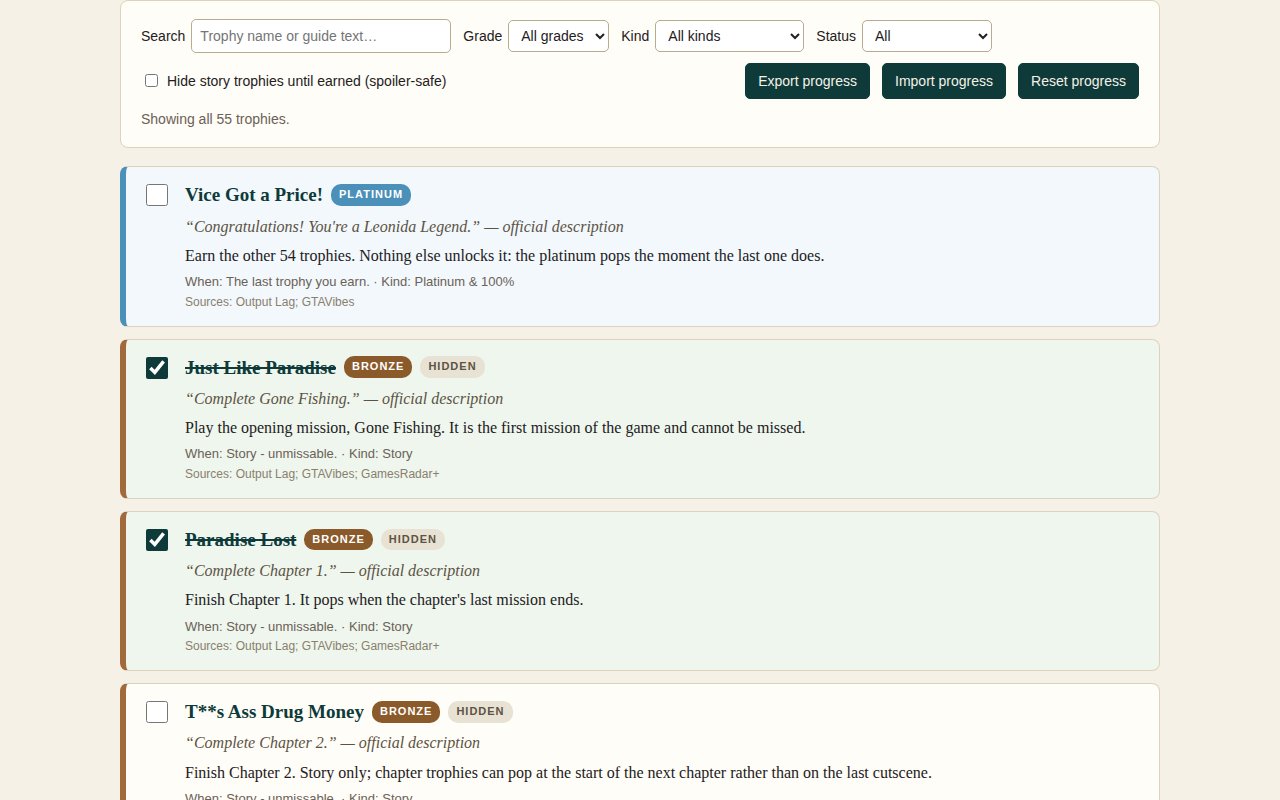 Search Trophy name or guide text… Grade All grades Kind All kinds Status All
Hide story trophies until earned (spoiler-safe) Export progress Import progress Reset progress
Showing all 55 trophies.
Vice Got a Price! PLATINUM
“Congratulations! You're a Leonida Legend.” — official description
Earn the other 54 trophies. Nothing else unlocks it: the platinum pops the moment the last one does.
When: The last trophy you earn. · Kind: Platinum & 100%
Sources: Output Lag; GTAVibes
Just Like Paradise BRONZE HIDDEN
“Complete Gone Fishing.” — official description
Play the opening mission, Gone Fishing. It is the first mission of the game and cannot be missed.
When: Story - unmissable. · Kind: Story
Sources: Output Lag; GTAVibes; GamesRadar+
Paradise Lost BRONZE HIDDEN
“Complete Chapter 1.” — official description
Finish Chapter 1. It pops when the chapter's last mission ends.
When: Story - unmissable. · Kind: Story
Sources: Output Lag; GTAVibes; GamesRadar+
T**s Ass Drug Money BRONZE HIDDEN
“Complete Chapter 2.” — official description
Finish Chapter 2. Story only; chapter trophies can pop at the start of the next chapter rather than on the last cutscene.
When: Story - unmissable. · Kind: Story